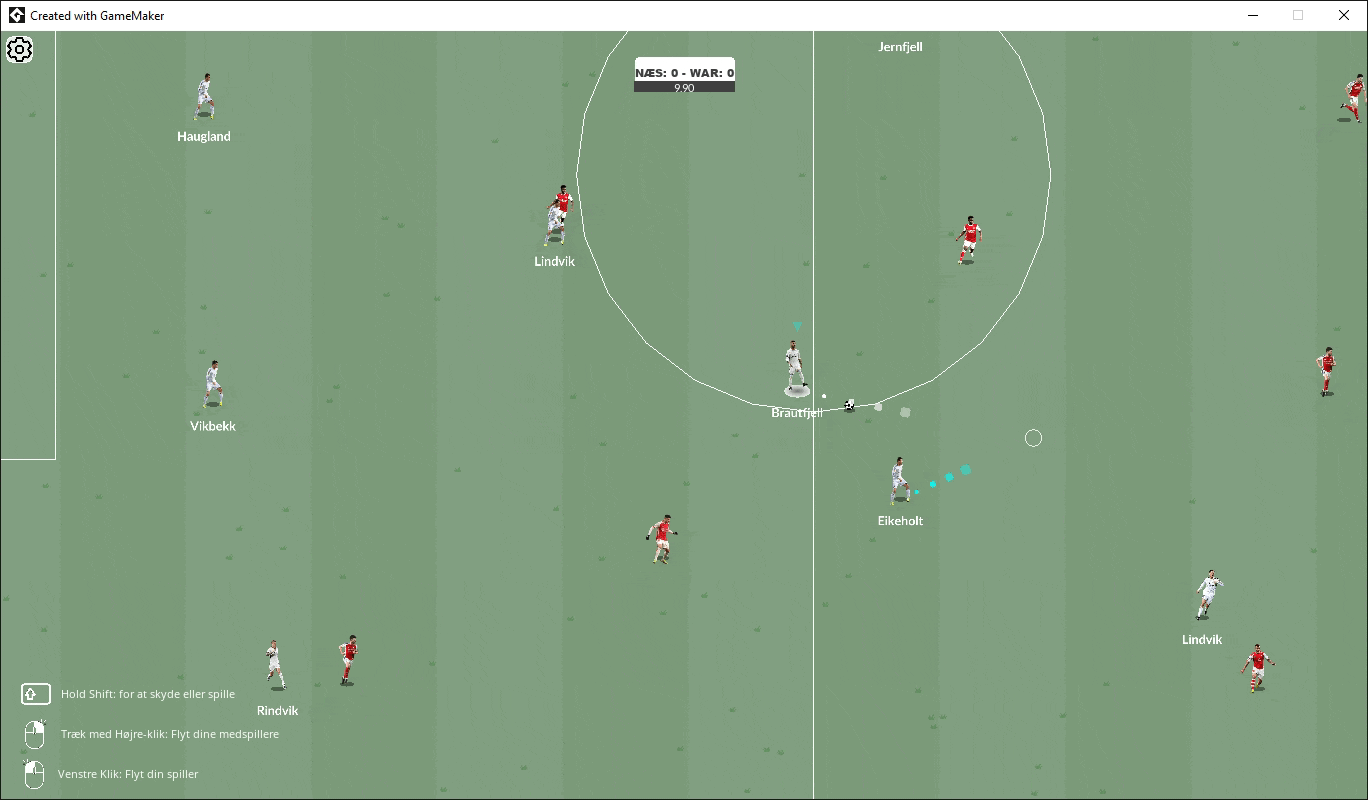 Created with GameMaker
Jernfjell
NÆS: 0 - WAR: 0
9.90
Haugland
Lindvik
Brautfjell
Vikbekk
Eikeholt
Lindvik
Rindvik
Hold Shift: for at skyde eller spille
Træk med Højre-klik: Flyt dine medspillere
Venstre Klik: Flyt din spiller